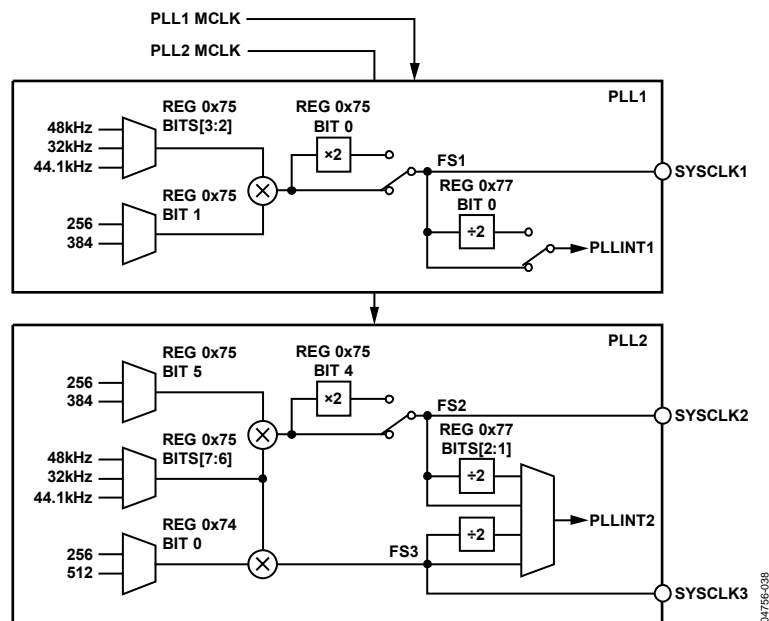 PLL1 MCLK
PLL2 MCLK
PLL1
REG 0x75
BITS[3:2]
48kHz
32kHz
44.1kHz
REG 0x75
BIT 0
×2
FS1
SYSCLK1
REG 0x75
BIT 1
256
384
×
REG 0x77
BIT 0
÷2
PLLINT1
PLL2
REG 0x75
BIT 5
256
384
REG 0x75
BIT 4
×2
FS2
SYSCLK2
×
REG 0x75
BITS[7:6]
48kHz
32kHz
44.1kHz
REG 0x77
BITS[2:1]
÷2
PLLINT2
REG 0x74
BIT 0
256
512
×
FS3
÷2
SYSCLK3
04756-038